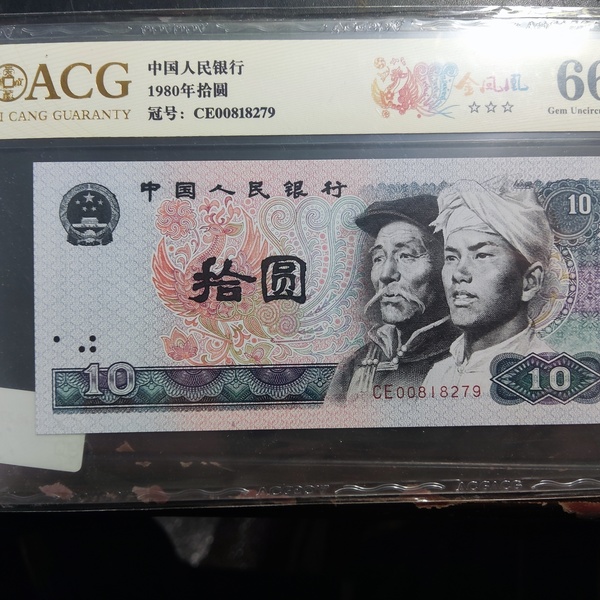 ACG
CANG GUARANTY
中国人民银行
1980年拾圆
冠号: CE00818279
金凤凰
66
Gem Uncirc
中国人民银行
10
拾圆
10
CE00818279
10